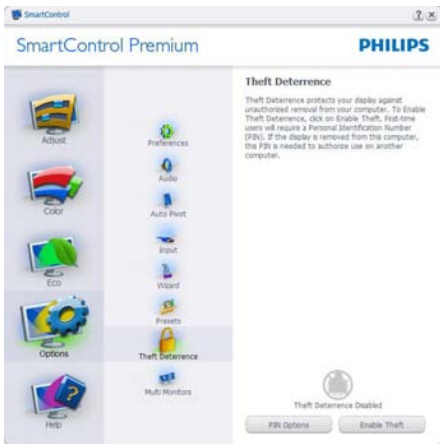 SmartControl
SmartControl Premium
PHILIPS
Adjust
Color
Eco
Options
Help
Preferences
Audio
Auto Pivot
Input
Wizard
Presets
Theft Deterrence
Multi Monitors
Theft Deterrence
Theft Deterrence protects your display against
unauthorized removal from your computer. To Enable
Theft Deterrence, click on Enable Theft. First-time
users will require a Personal Identification Number
(PIN). If the display is removed from this computer,
the PIN is needed to authorize use on another
computer.
Theft Deterrence Disabled
PIN Options
Enable Theft